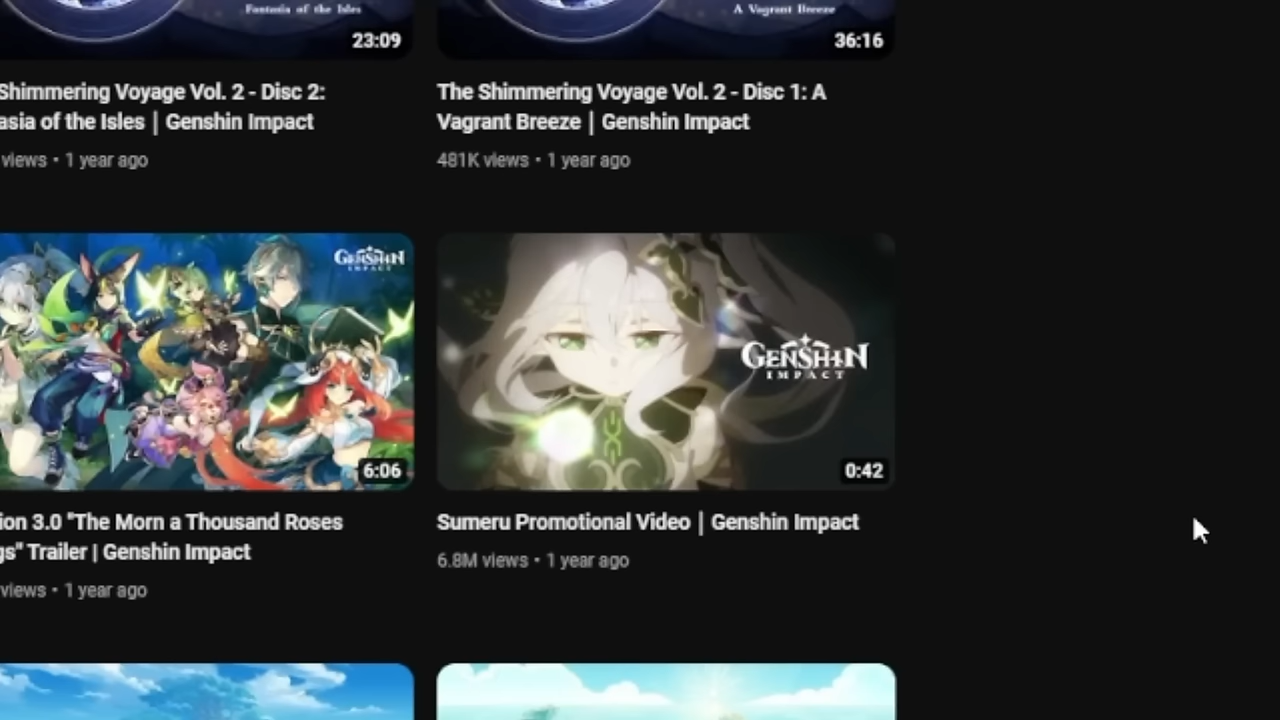 Fantasia of the Isles
23:09
A Vagrant Breeze
36:16
Shimmering Voyage Vol. 2 - Disc 2:
asia of the Isles | Genshin Impact
views • 1 year ago
The Shimmering Voyage Vol. 2 - Disc 1: A
Vagrant Breeze | Genshin Impact
481K views • 1 year ago
GENSHIN
IMPACT
6:06
GENSHIN
IMPACT
0:42
ion 3.0 "The Morn a Thousand Roses
gs" Trailer | Genshin Impact
views • 1 year ago
Sumeru Promotional Video | Genshin Impact
6.8M views • 1 year ago